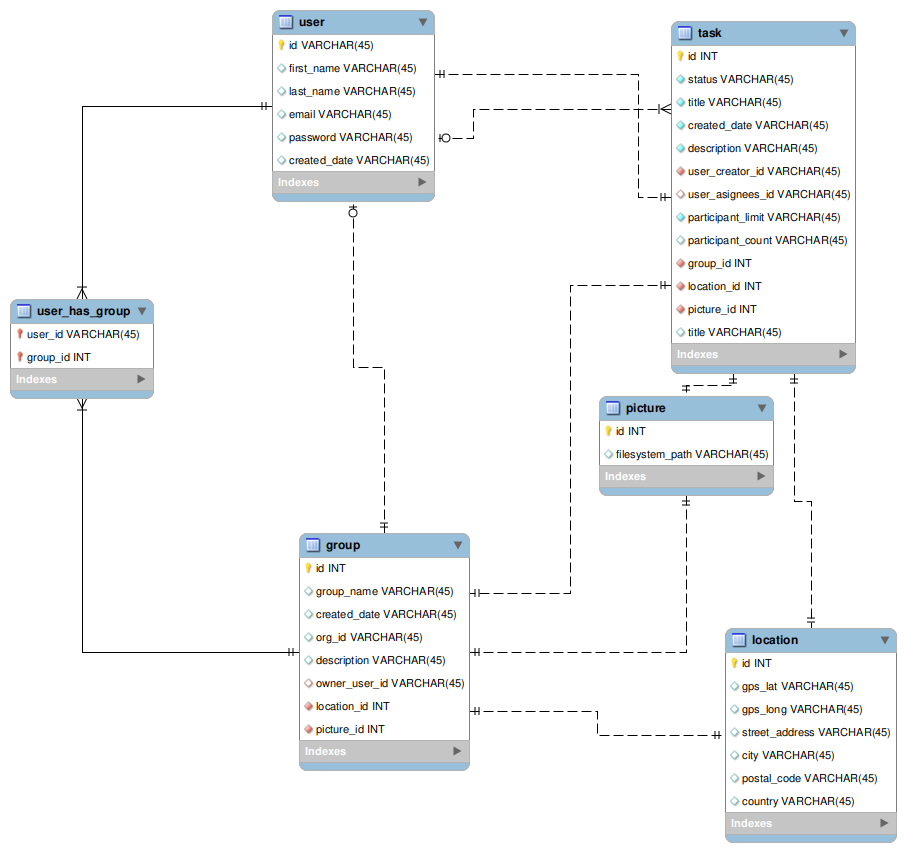 user
id VARCHAR(45)
first_name VARCHAR(45)
last_name VARCHAR(45)
email VARCHAR(45)
password VARCHAR(45)
created_date VARCHAR(45)
Indexes
task
id INT
status VARCHAR(45)
title VARCHAR(45)
created_date VARCHAR(45)
description VARCHAR(45)
user_creator_id VARCHAR(45)
user_asignees_id VARCHAR(45)
participant_limit VARCHAR(45)
participant_count VARCHAR(45)
group_id INT
location_id INT
picture_id INT
title VARCHAR(45)
Indexes
user_has_group
user_id VARCHAR(45)
group_id INT
Indexes
picture
id INT
filesystem_path VARCHAR(45)
Indexes
group
id INT
group_name VARCHAR(45)
created_date VARCHAR(45)
org_id VARCHAR(45)
description VARCHAR(45)
owner_user_id VARCHAR(45)
location_id INT
picture_id INT
Indexes
location
id INT
gps_lat VARCHAR(45)
gps_long VARCHAR(45)
street_address VARCHAR(45)
city VARCHAR(45)
postal_code VARCHAR(45)
country VARCHAR(45)
Indexes